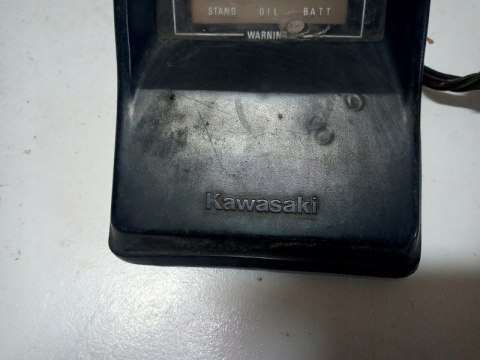 STAND OIL BATT
WARNING
Kawasaki